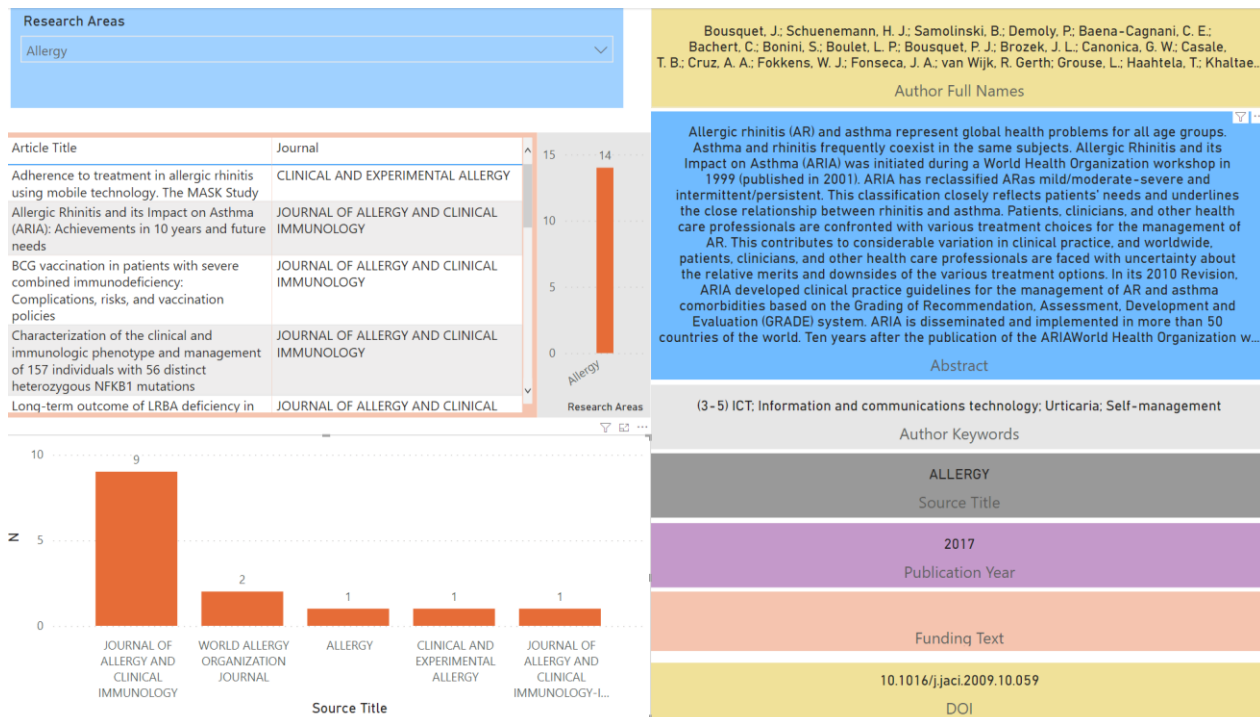 Research Areas
Allergy
Article Title Journal
Adherence to treatment in allergic rhinitis CLINICAL AND EXPERIMENTAL ALLERGY
using mobile technology. The MASK Study
Allergic Rhinitis and its Impact on Asthma JOURNAL OF ALLERGY AND CLINICAL
(ARIA): Achievements in 10 years and future IMMUNOLOGY
needs
BCG vaccination in patients with severe JOURNAL OF ALLERGY AND CLINICAL
combined immunodeficiency: IMMUNOLOGY
Complications, risks, and vaccination
policies
Characterization of the clinical and JOURNAL OF ALLERGY AND CLINICAL
immunologic phenotype and management IMMUNOLOGY
of 157 individuals with 56 distinct
heterozygous NFKB1 mutations
Long-term outcome of LRBA deficiency in JOURNAL OF ALLERGY AND CLINICAL
15
14
10
5
0
Allergy
Research Areas
10
9
N
5
2
1
1
1
0
JOURNAL OF
ALLERGY AND
CLINICAL
IMMUNOLOGY
WORLD ALLERGY
ORGANIZATION
JOURNAL
ALLERGY
CLINICAL AND
EXPERIMENTAL
ALLERGY
JOURNAL OF
ALLERGY AND
CLINICAL
IMMUNOLOGY-I...
Source Title
Bousquet, J.; Schuenemann, H. J.; Samolinski, B.; Demoly, P.; Baena-Cagnani, C. E.;
Bachert, C.; Bonini, S.; Boulet, L. P.; Bousquet, P. J.; Brozek, J. L.; Canonica, G. W.; Casale,
T. B.; Cruz, A. A.; Fokkens, W. J.; Fonseca, J. A.; van Wijk, R. Gerth; Grouse, L.; Haahtela, T.; Khaltae...
Author Full Names
Allergic rhinitis (AR) and asthma represent global health problems for all age groups.
Asthma and rhinitis frequently coexist in the same subjects. Allergic Rhinitis and its
Impact on Asthma (ARIA) was initiated during a World Health Organization workshop in
1999 (published in 2001). ARIA has reclassified ARas mild/moderate-severe and
intermittent/persistent. This classification closely reflects patients' needs and underlines
the close relationship between rhinitis and asthma. Patients, clinicians, and other health
care professionals are confronted with various treatment choices for the management of
AR. This contributes to considerable variation in clinical practice, and worldwide,
patients, clinicians, and other health care professionals are faced with uncertainty about
the relative merits and downsides of the various treatment options. In its 2010 Revision,
ARIA developed clinical practice guidelines for the management of AR and asthma
comorbidities based on the Grading of Recommendation, Assessment, Development and
Evaluation (GRADE) system. ARIA is disseminated and implemented in more than 50
countries of the world. Ten years after the publication of the ARIAWorld Health Organization w...
Abstract
(3-5) ICT; Information and communications technology; Urticaria; Self-management
Author Keywords
ALLERGY
Source Title
2017
Publication Year
Funding Text
10.1016/j.jaci.2009.10.059
DOI